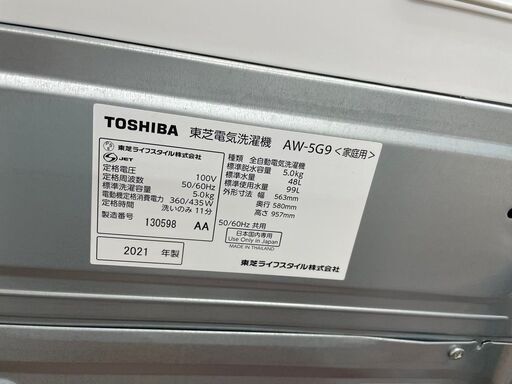 TOSHIBA 東芝電気洗濯機 AW-5G9<家庭用>
東芝ライフスタイル株式会社
S JET
定格電圧 100V
定格周波数 50/60Hz
標準洗濯容量 5.0kg
電動機定格消費電力 360/435W
定格時間 洗いのみ 11分
製造番号 130598 AA
2021 年製
種類 全自動電気洗濯機
標準脱水容量 5.0kg
標準水量 48L
標準使用水量 99L
外形寸法 幅 563mm
奥行 580mm
高さ 957mm
50/60Hz 共用
日本国内専用
Use Only in Japan
MADE IN THAILAND
東芝ライフスタイル株式会社